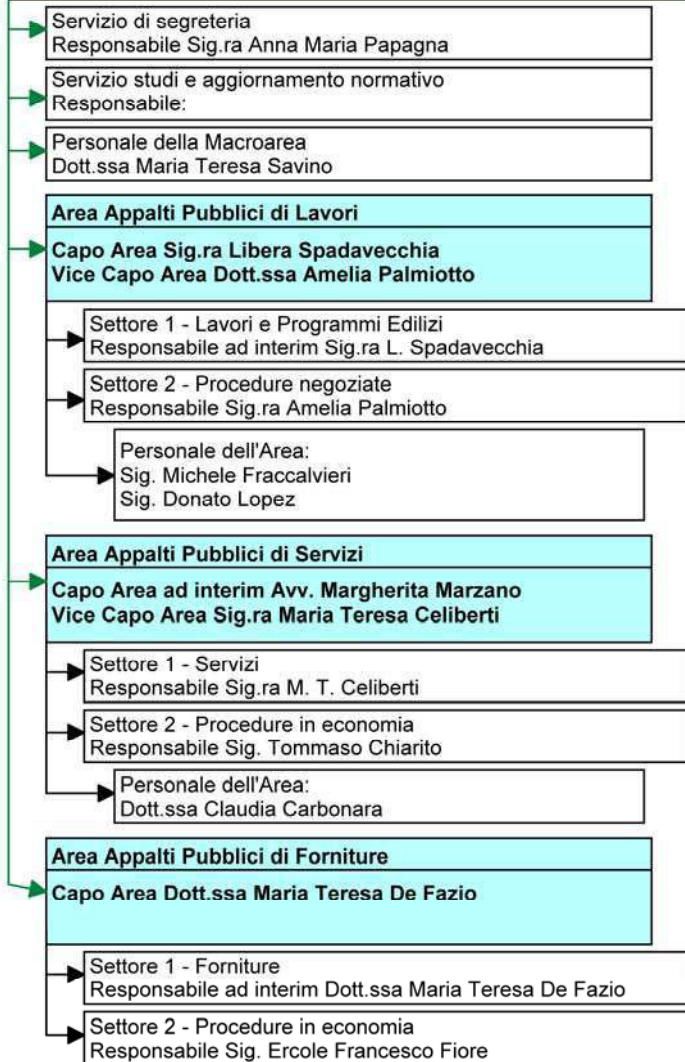 Servizio di segreteria
Responsabile Sig.ra Anna Maria Papagna
Servizio studi e aggiornamento normativo
Responsabile:
Personale della Macroarea
Dott.ssa Maria Teresa Savino
Area Appalti Pubblici di Lavori
Capo Area Sig.ra Libera Spadavecchia
Vice Capo Area Dott.ssa Amelia Palmiotto
Settore 1 - Lavori e Programmi Edilizi
Responsabile ad interim Sig.ra L. Spadavecchia
Settore 2 - Procedure negoziate
Responsabile Sig.ra Amelia Palmiotto
Personale dell'Area:
Sig. Michele Fraccalvieri
Sig. Donato Lopez
Area Appalti Pubblici di Servizi
Capo Area ad interim Avv. Margherita Marzano
Vice Capo Area Sig.ra Maria Teresa Celiberti
Settore 1 - Servizi
Responsabile Sig.ra M. T. Celiberti
Settore 2 - Procedure in economia
Responsabile Sig. Tommaso Chiarito
Personale dell'Area:
Dott.ssa Claudia Carbonara
Area Appalti Pubblici di Forniture
Capo Area Dott.ssa Maria Teresa De Fazio
Settore 1 - Forniture
Responsabile ad interim Dott.ssa Maria Teresa De Fazio
Settore 2 - Procedure in economia
Responsabile Sig. Ercole Francesco Fiore